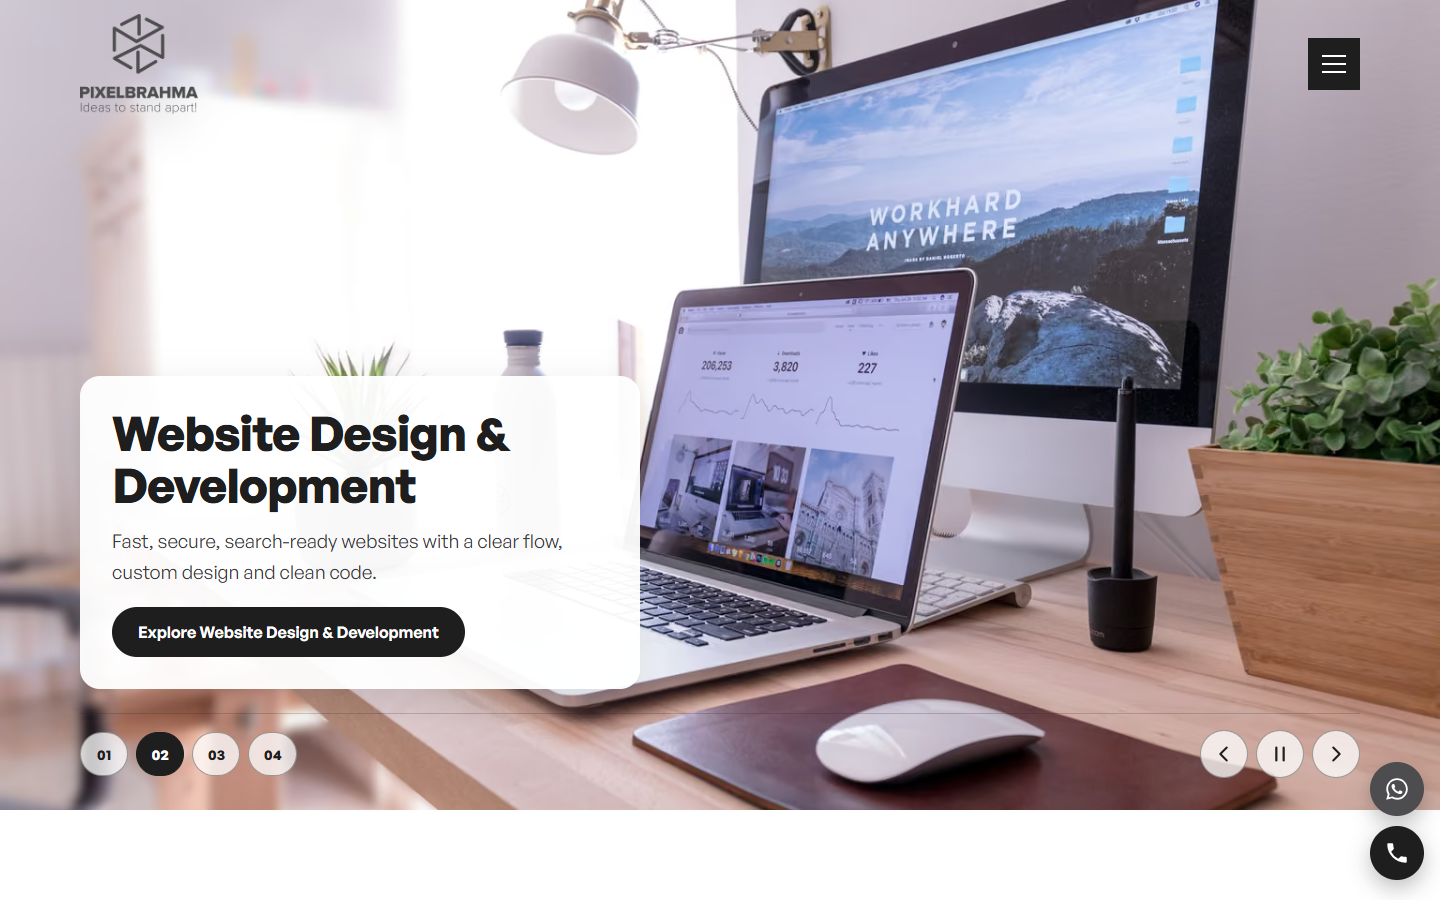 PIXELBRAHMA
Ideas to stand apart!
WORKHARD
ANYWHERE
206,253
3,820
227
Website Design &
Development
Fast, secure, search-ready websites with a clear flow,
custom design and clean code.
Explore Website Design & Development
01 02 03 04